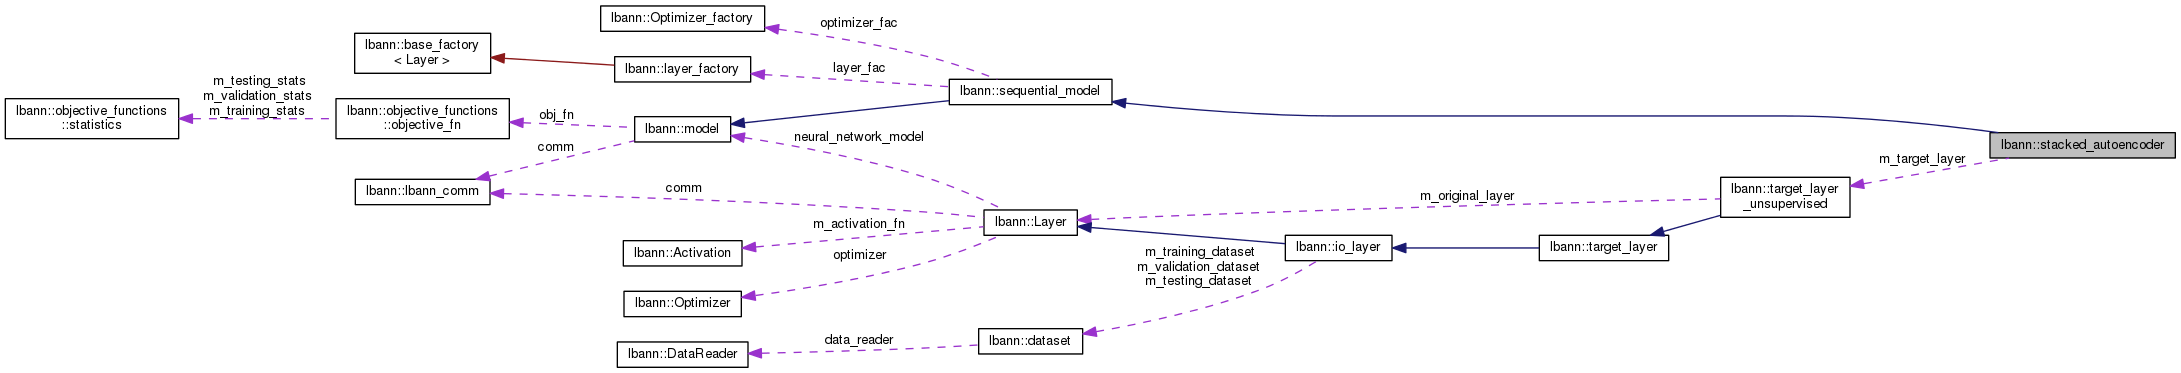 lbann::Optimizer_factory
optimizer_fac
lbann::base_factory
< Layer >
lbann::layer_factory
layer_fac
m_testing_stats
m_validation_stats
m_training_stats
lbann::objective_functions
::statistics
lbann::objective_functions
::objective_fn
obj_fn
lbann::sequential_model
lbann::model
neural_network_model
comm
lbann::stacked_autoencoder
m_target_layer
lbann::lbann_comm
comm
m_original_layer
lbann::target_layer
_unsupervised
lbann::Layer
m_activation_fn
lbann::Activation
optimizer
lbann::io_layer
lbann::target_layer
m_training_dataset
m_validation_dataset
m_testing_dataset
lbann::Optimizer
lbann::dataset
data_reader
lbann::DataReader